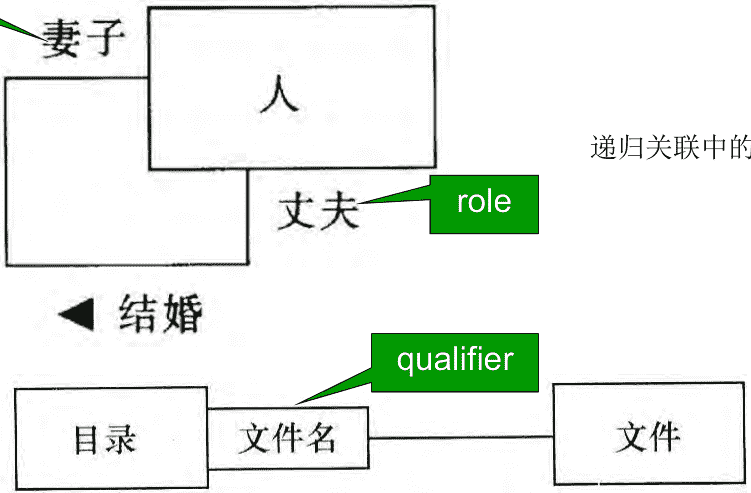 妻子
人
递归关联中的
丈夫
role
◀ 结婚
qualifier
目录
文件名
文件